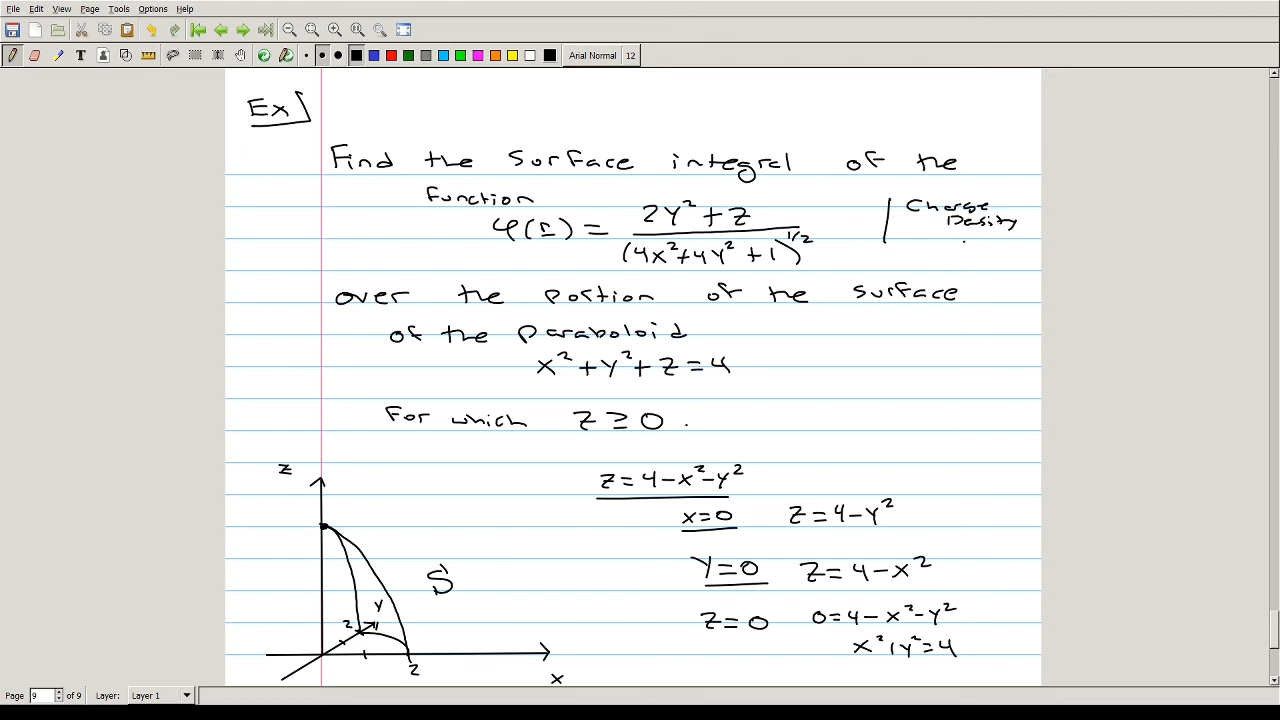 File Edit View Page Tools Options Help
Arial Normal 12
Ex
Find the surface integral of the
function
φ(r) = (2y² + z) / (4x² + 4y² + 1)^1/2
Charge
Density
over the portion of the surface
of the paraboloid
x² + y² + z = 4
for which z ≥ 0 .
z = 4 - x² - y²
x = 0 z = 4 - y²
y = 0 z = 4 - x²
z = 0 0 = 4 - x² - y²
x² + y² = 4
z
S
y
2
2
x
Page 9 of 9 Layer: Layer 1